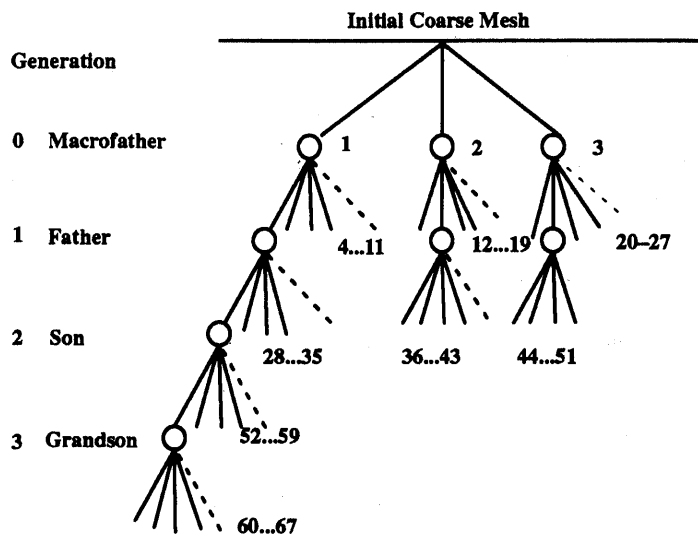 Initial Coarse Mesh
Generation
0 Macrofather 1 2 3
1 Father 4...11 12...19 20–27
2 Son 28...35 36...43 44...51
3 Grandson 52...59
60...67